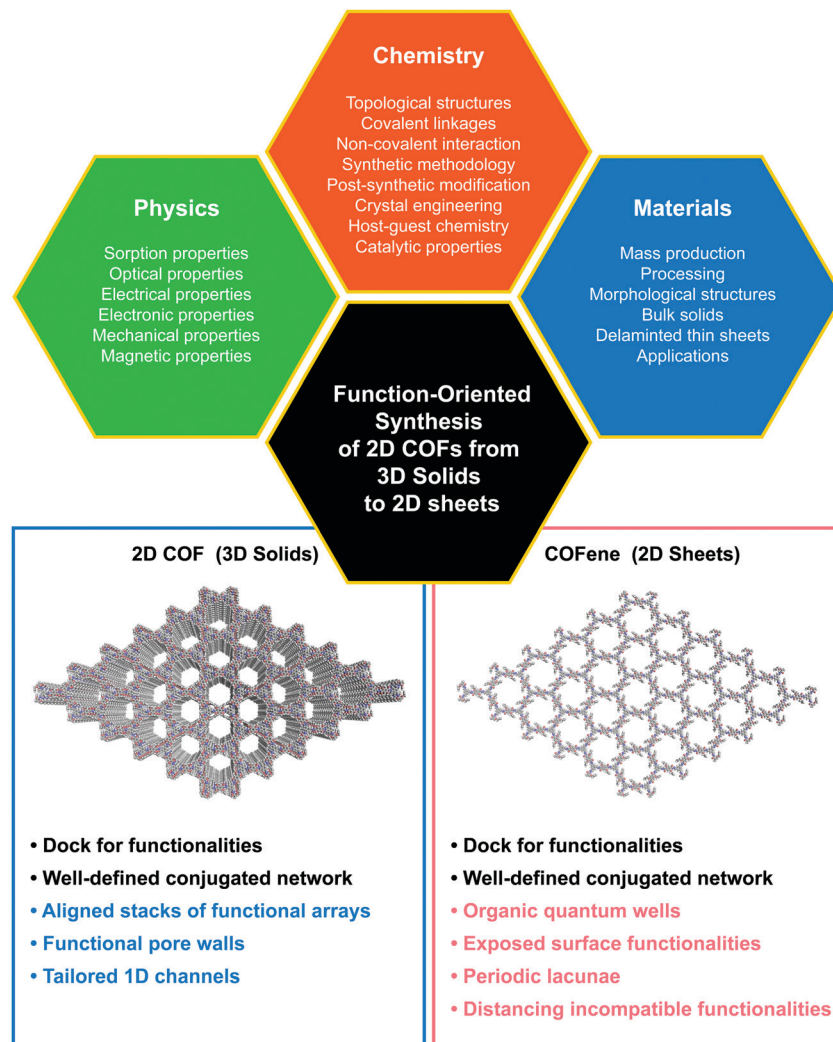 Chemistry
Topological structures
Covalent linkages
Non-covalent interaction
Synthetic methodology
Post-synthetic modification
Crystal engineering
Host-guest chemistry
Catalytic properties
Physics
Sorption properties
Optical properties
Electrical properties
Electronic properties
Mechanical properties
Magnetic properties
Materials
Mass production
Processing
Morphological structures
Bulk solids
Delaminted thin sheets
Applications
Function-Oriented
Synthesis
of 2D COFs from
3D Solids
to 2D sheets
2D COF (3D Solids)
• Dock for functionalities
• Well-defined conjugated network
• Aligned stacks of functional arrays
• Functional pore walls
• Tailored 1D channels
COFene (2D Sheets)
• Dock for functionalities
• Well-defined conjugated network
• Organic quantum wells
• Exposed surface functionalities
• Periodic lacunae
• Distancing incompatible functionalities